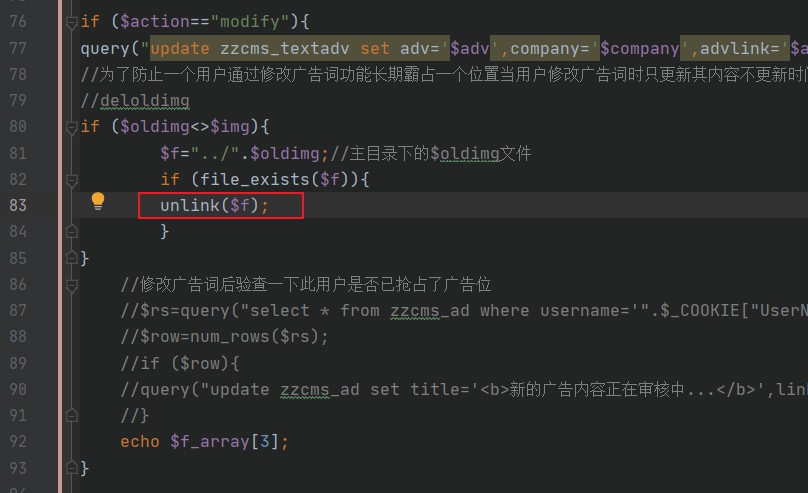 76 if ($action=="modify"){
77 query("update zzcms_textadv set adv='$adv',company='$company',advlink='$a
78 //为了防止一个用户通过修改广告词功能长期霸占一个位置当用户修改广告词时只更新其内容不更新时间
79 //deloldimg
80 if ($oldimg<>$img){
81 $f="../".$oldimg;//主目录下的$oldimg文件
82 if (file_exists($f)){
83 unlink($f);
84 }
85 }
86 //修改广告词后验查一下此用户是否已抢占了广告位
87 //$rs=query("select * from zzcms_ad where username='".$_COOKIE["UserN
88 //$row=num_rows($rs);
89 //if ($row){
90 //query("update zzcms_ad set title='<b>新的广告内容正在审核中...</b>',lin
91 //}
92 echo $f_array[3];
93 }